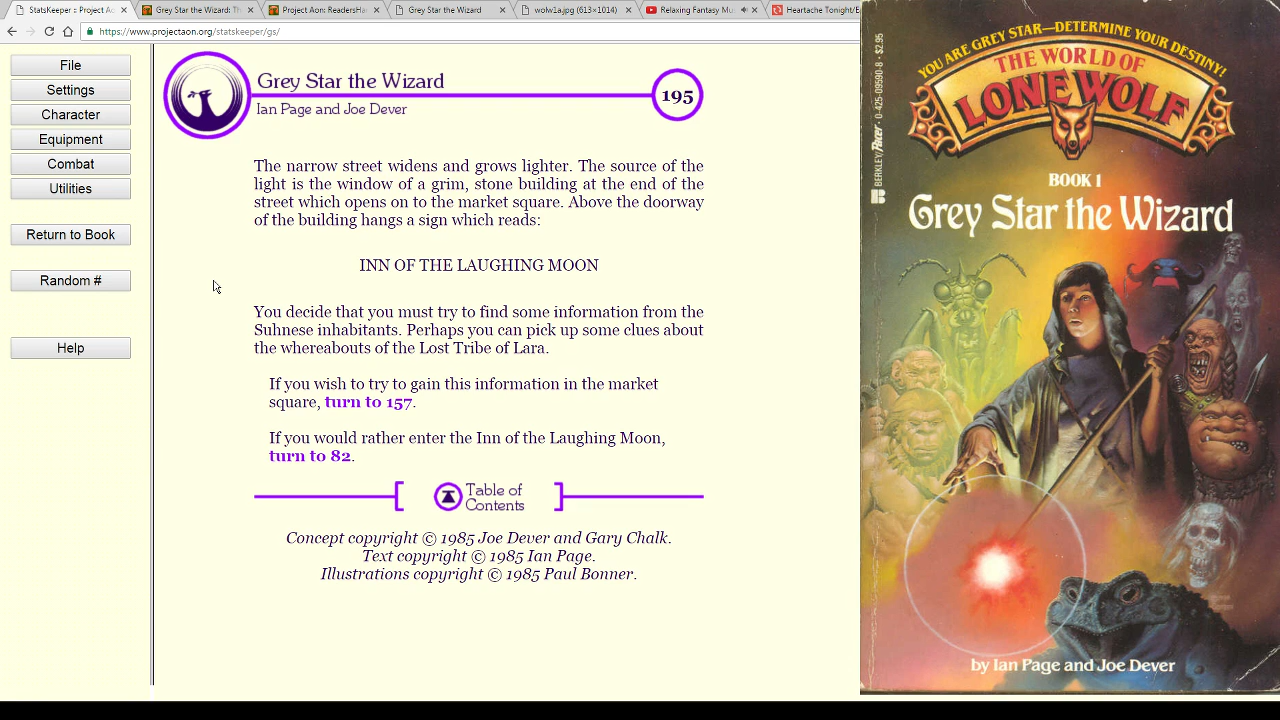 StatsKeeper :: Project Ao
Grey Star the Wizard: Th
Project Aon: ReadersHa
Grey Star the Wizard
wolw1a.jpg (613×1014)
Relaxing Fantasy Mu
Heartache Tonight/E
https://www.projectaon.org/statskeeper/gs/
File
Settings
Character
Equipment
Combat
Utilities
Return to Book
Random #
Help
Grey Star the Wizard
Ian Page and Joe Dever
195
The narrow street widens and grows lighter. The source of the
light is the window of a grim, stone building at the end of the
street which opens on to the market square. Above the doorway
of the building hangs a sign which reads:
INN OF THE LAUGHING MOON
You decide that you must try to find some information from the
Suhnese inhabitants. Perhaps you can pick up some clues about
the whereabouts of the Lost Tribe of Lara.
If you wish to try to gain this information in the market
square, turn to 157.
If you would rather enter the Inn of the Laughing Moon,
turn to 82.
Table of
Contents
Concept copyright © 1985 Joe Dever and Gary Chalk.
Text copyright © 1985 Ian Page.
Illustrations copyright © 1985 Paul Bonner.
YOU ARE GREY STAR—DETERMINE YOUR DESTINY!
THE WORLD OF
LONE WOLF
BOOK 1
Grey Star the Wizard
by Ian Page and Joe Dever
BERKLEY/Pacer • 0-425-09590-8 • $2.95